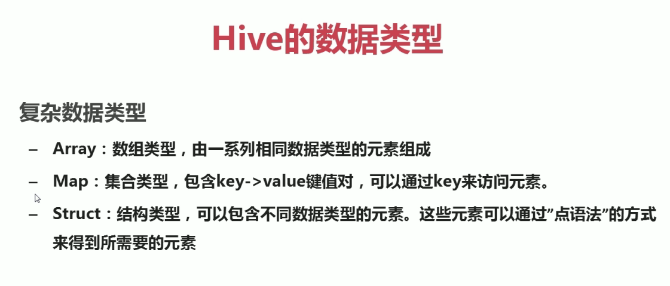 Hive的数据类型
复杂数据类型
– Array：数组类型，由一系列相同数据类型的元素组成
– Map：集合类型，包含key->value键值对，可以通过key来访问元素。
– Struct：结构类型，可以包含不同数据类型的元素。这些元素可以通过”点语法”的方式
来得到所需要的元素